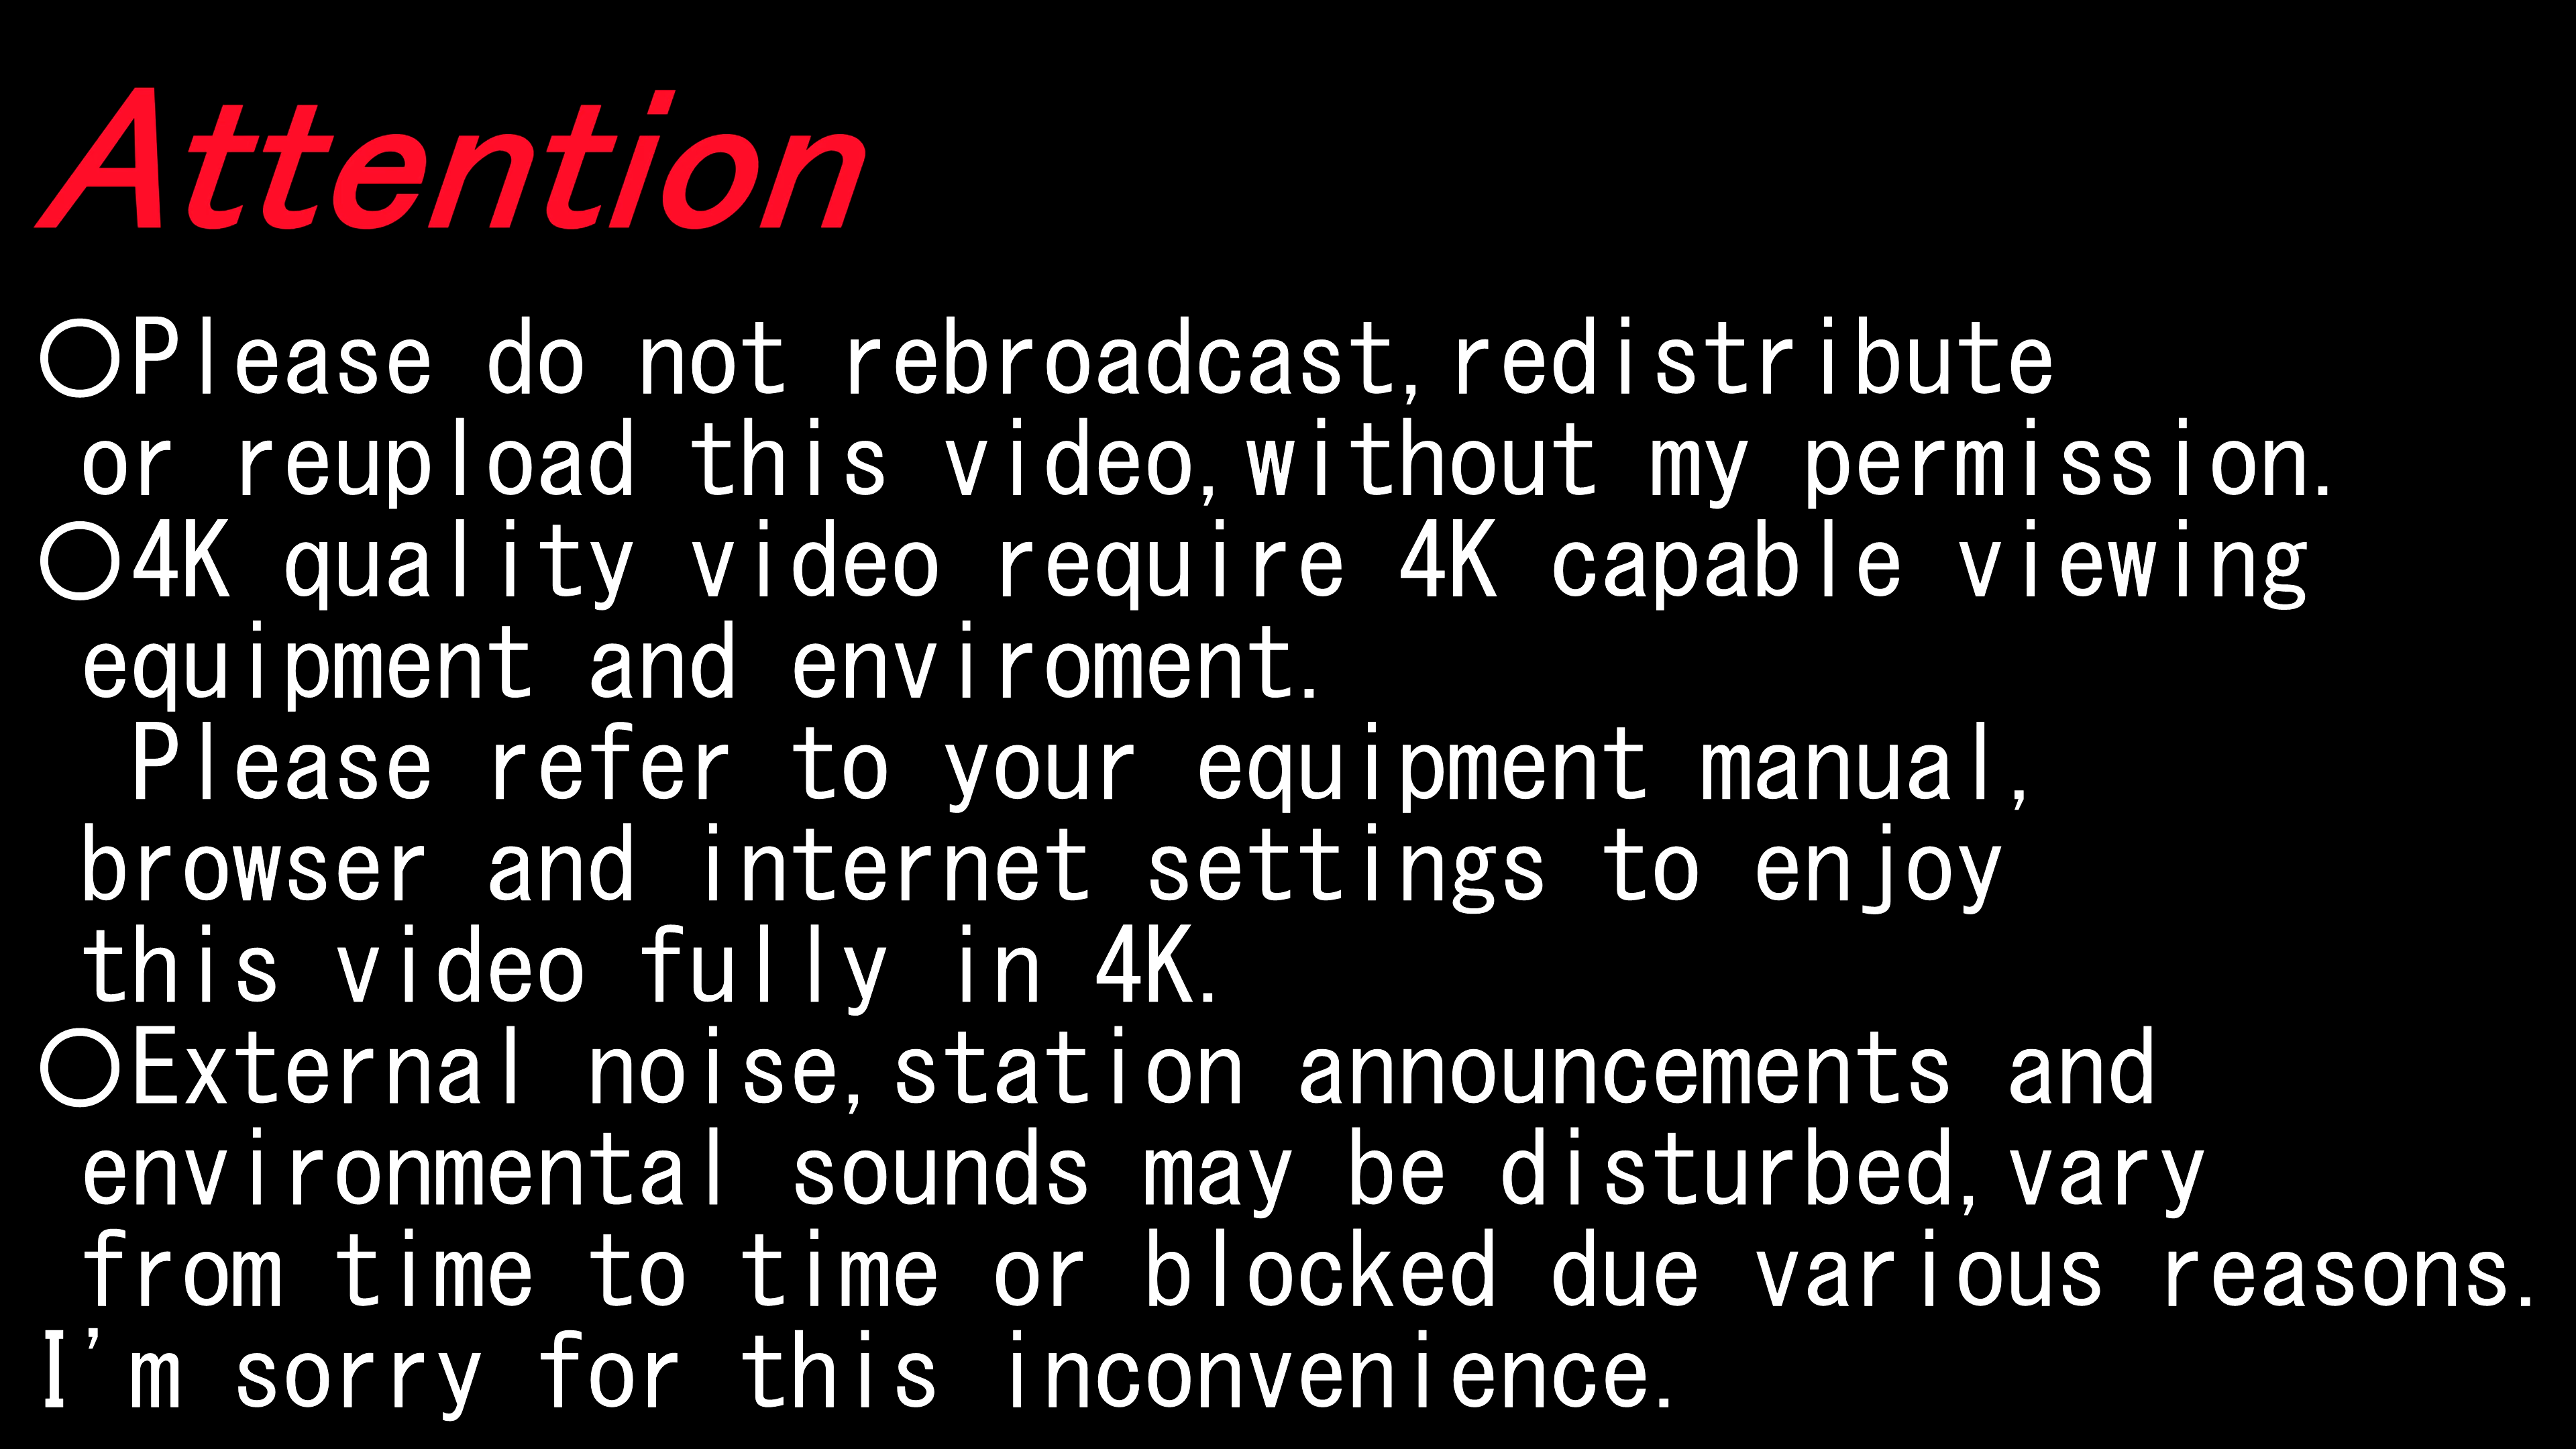 Attention
○Please do not rebroadcast,redistribute
or reupload this video,without my permission.
○4K quality video require 4K capable viewing
equipment and enviroment.
Please refer to your equipment manual,
browser and internet settings to enjoy
this video fully in 4K.
○External noise,station announcements and
environmental sounds may be disturbed,vary
from time to time or blocked due various reasons.
I'm sorry for this inconvenience.